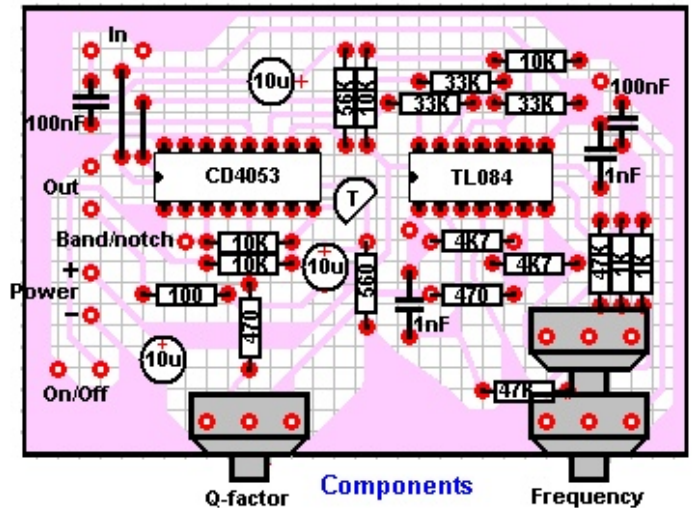 In
10u
+
56K
10K
10K
33K
33K
33K
100nF
100nF
CD4053
TL084
1nF
Out
T
Band/notch
10K
10K
10u
+
4K7
4K7
47K
1K
1K
+
Power
-
100
470
560
470
1nF
10u
+
On/Off
47K
Q-factor
Components
Frequency